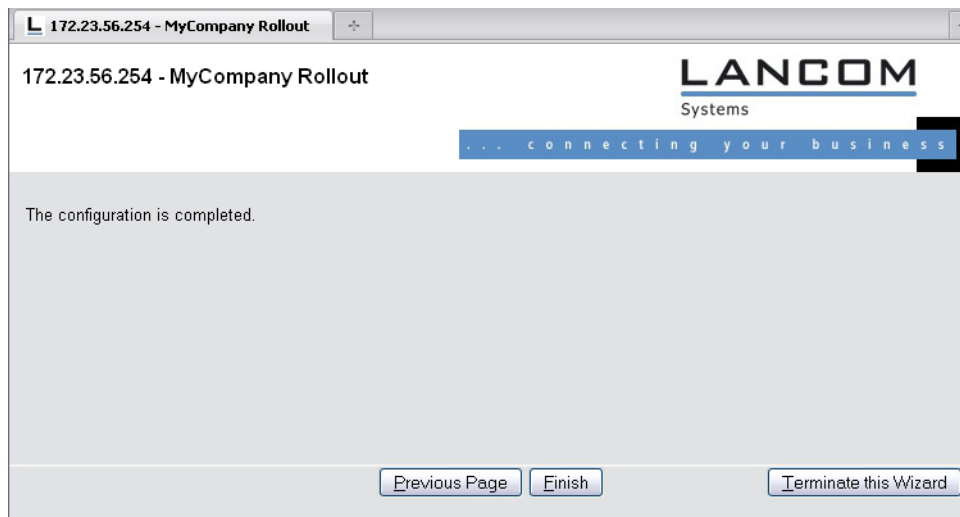 172.23.56.254 - MyCompany Rollout
172.23.56.254 - MyCompany Rollout
LANCOM
Systems
... connecting your business
The configuration is completed.
Previous Page Finish Terminate this Wizard